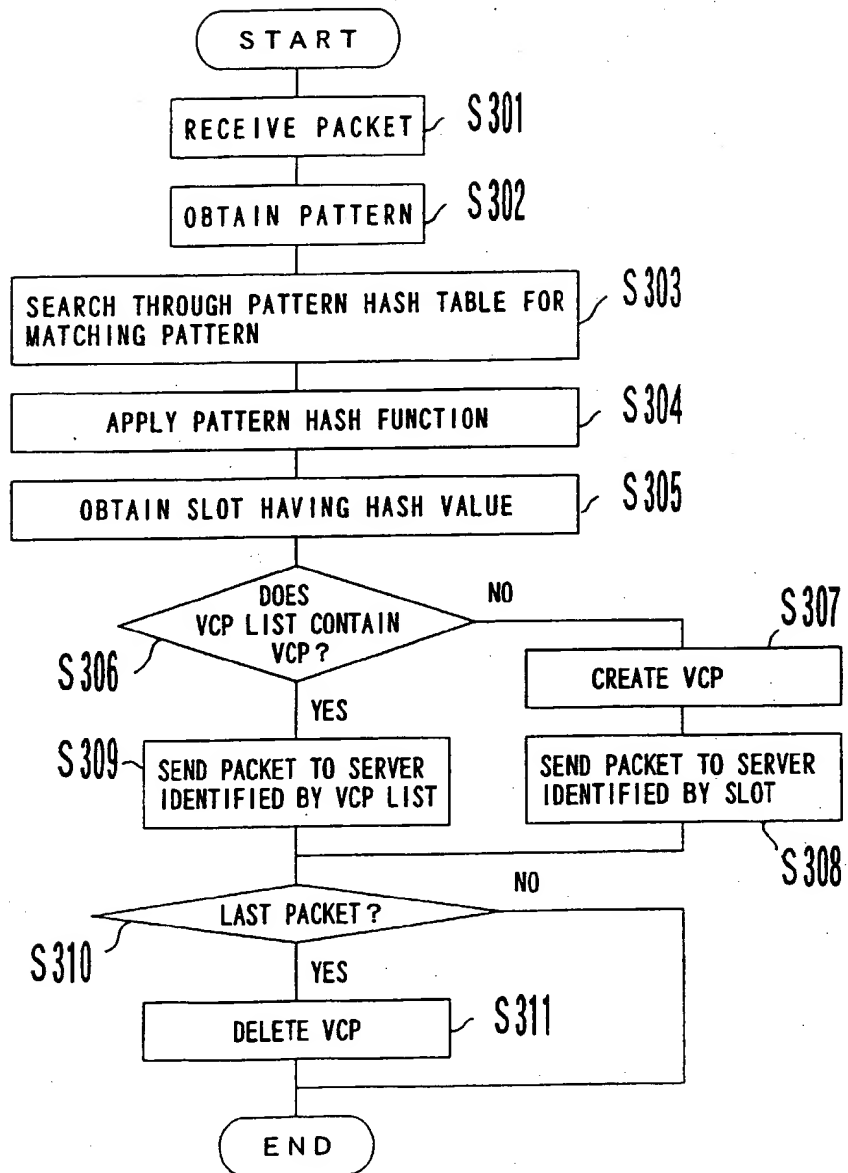 START
RECEIVE PACKET
S301
OBTAIN PATTERN
S302
SEARCH THROUGH PATTERN HASH TABLE FOR
MATCHING PATTERN
S303
APPLY PATTERN HASH FUNCTION
S304
OBTAIN SLOT HAVING HASH VALUE
S305
DOES
VCP LIST CONTAIN
VCP?
S306
NO
YES
S307
CREATE VCP
S309
SEND PACKET TO SERVER
IDENTIFIED BY VCP LIST
SEND PACKET TO SERVER
IDENTIFIED BY SLOT
S308
LAST PACKET?
S310
NO
YES
DELETE VCP
S311
END